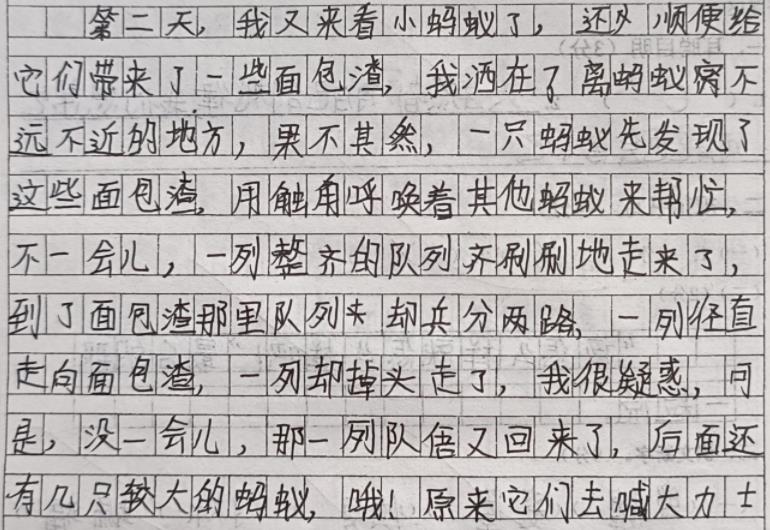 第二天，我又来看小蚂蚁了，还顺便给
它们带来了一些面包渣，我洒在了离蚂蚁窝不
远不近的地方，果不其然，一只蚂蚁先发现了
这些面包渣，用触角呼唤着其他蚂蚁来帮忙，
不一会儿，一列整齐的队列齐刷刷地走来了，
到了面包渣那里队列头却兵分两路，一列径直
走向面包渣，一列却掉头走了，我很疑惑，可
是，没一会儿，那一列队伍又回来了，后面还
有几只较大的蚂蚁，哦！原来它们去喊大力士